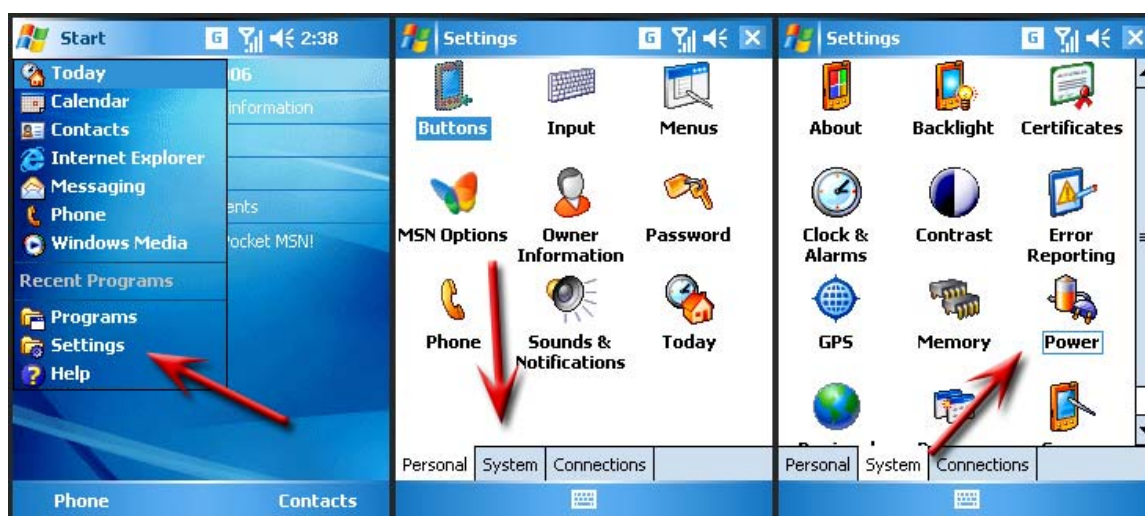 Start G 2:38
Today
Calendar
Contacts
Internet Explorer
Messaging
Phone
Windows Media
Recent Programs
Programs
Settings
Help
06
information
ents
Pocket MSN!
Phone Contacts
Settings G
Buttons Input Menus
MSN Options Owner Information Password
Phone Sounds & Notifications Today
Personal System Connections
Settings G
About Backlight Certificates
Clock & Alarms Contrast Error Reporting
GPS Memory Power
Personal System Connections